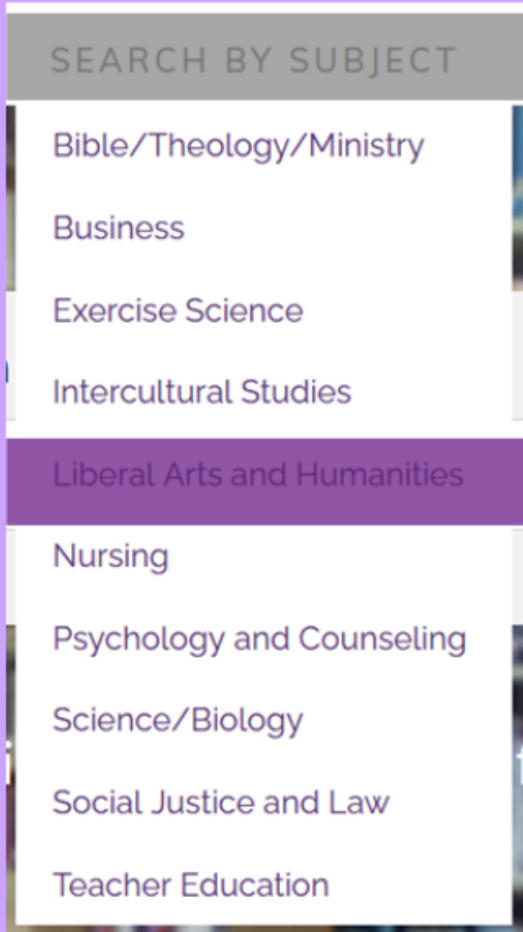 SEARCH BY SUBJECT
Bible/Theology/Ministry
Business
Exercise Science
Intercultural Studies
Liberal Arts and Humanities
Nursing
Psychology and Counseling
Science/Biology
Social Justice and Law
Teacher Education